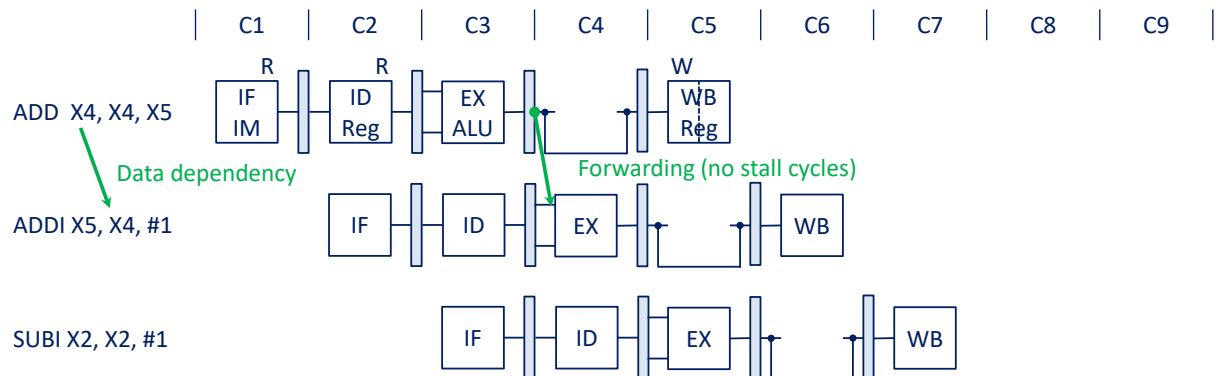 C1 C2 C3 C4 C5 C6 C7 C8 C9
R R W
ADD X4, X4, X5 IF ID EX WB
IM Reg ALU Reg
Data dependency Forwarding (no stall cycles)
ADDI X5, X4, #1 IF ID EX WB
SUBI X2, X2, #1 IF ID EX WB